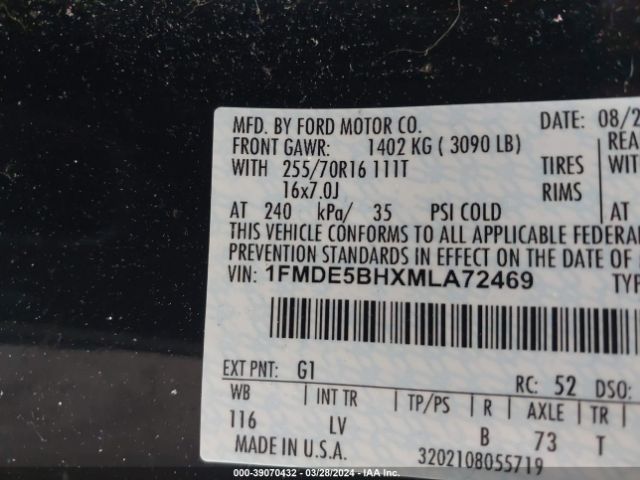 MFD. BY FORD MOTOR CO. DATE: 08/2
FRONT GAWR: 1402 KG ( 3090 LB) REA
WITH 255/70R16 111T TIRES WIT
16x7.0J RIMS
AT 240 kPa/ 35 PSI COLD AT
THIS VEHICLE CONFORMS TO ALL APPLICABLE FEDERA
PREVENTION STANDARDS IN EFFECT ON THE DATE OF
VIN: 1FMDE5BHXMLA72469 TYP
EXT PNT: G1 RC: 52 DSO:
WB INT TR TP/PS R AXLE TR
116 LV B 73 T
MADE IN U.S.A. 3202108055719
000-39070432 — 03/28/2024 - IAA Inc.